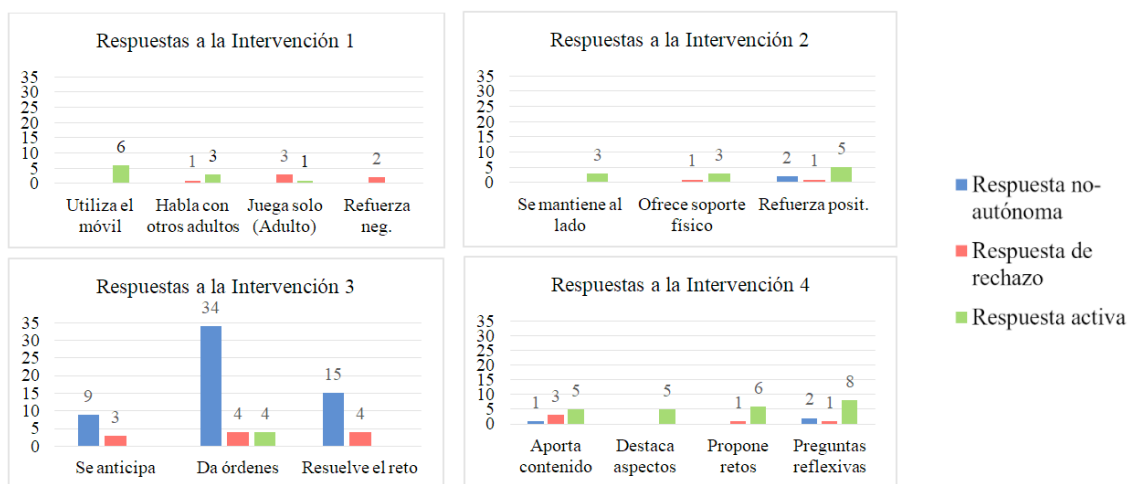 Respuestas a la Intervención 1
35
30
25
20
15
10
5
0
6
1
3
3
1
2
Utiliza el
móvil
Habla con
otros adultos
Juega solo
(Adulto)
Refuerza
neg.
Respuestas a la Intervención 2
35
30
25
20
15
10
5
0
3
1
3
2
1
5
Se mantiene al
lado
Ofrece soporte
físico
Refuerza posit.
Respuestas a la Intervención 3
35
30
25
20
15
10
5
0
9
3
34
4
4
15
4
Se anticipa
Da órdenes
Resuelve el reto
Respuestas a la Intervención 4
35
30
25
20
15
10
5
0
1
3
5
5
1
6
2
1
8
Aporta
contenido
Destaca
aspectos
Propone
retos
Preguntas
reflexivas
Respuesta no-
autónoma
Respuesta de
rechazo
Respuesta activa